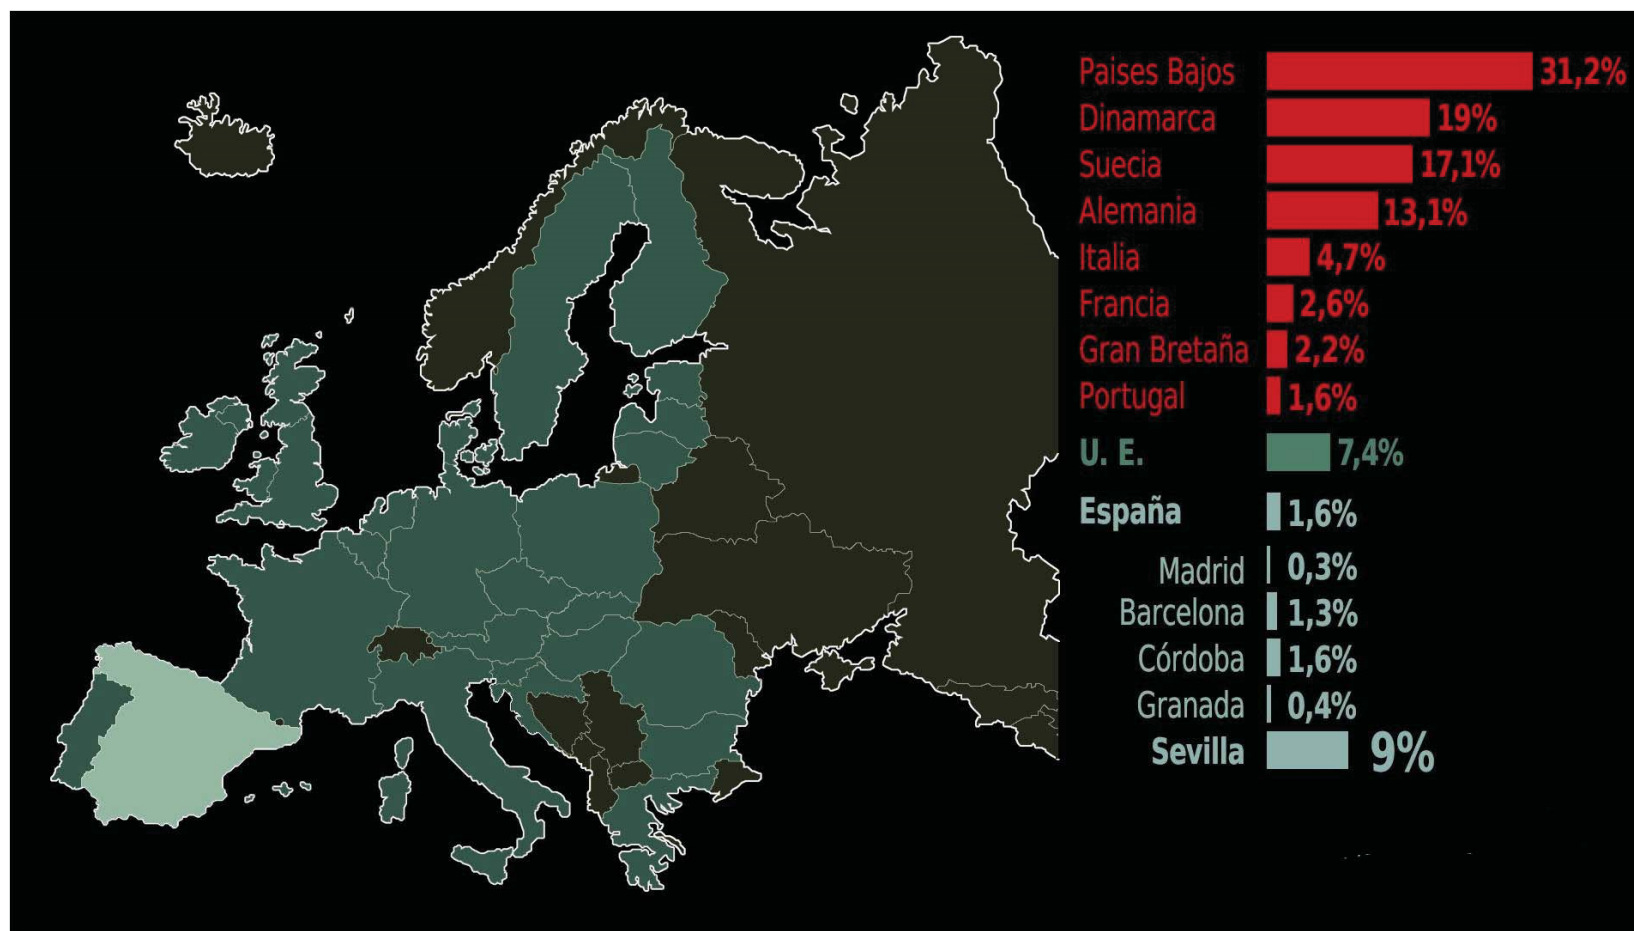 Paises Bajos 31,2%
Dinamarca 19%
Suecia 17,1%
Alemania 13,1%
Italia 4,7%
Francia 2,6%
Gran Bretaña 2,2%
Portugal 1,6%
U. E. 7,4%
España 1,6%
Madrid 0,3%
Barcelona 1,3%
Córdoba 1,6%
Granada 0,4%
Sevilla 9%